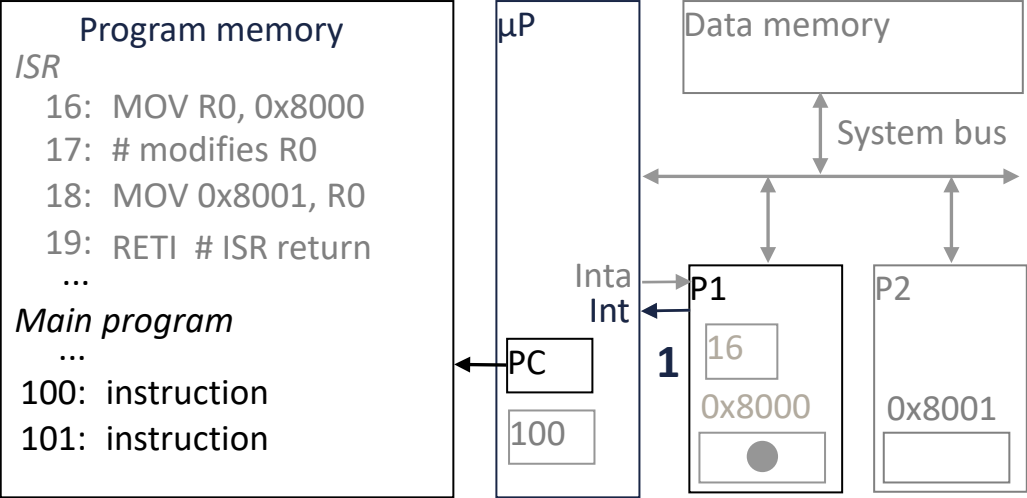 Program memory
ISR
16: MOV R0, 0x8000
17: # modifies R0
18: MOV 0x8001, R0
19: RETI # ISR return
...
Main program
...
100: instruction
101: instruction
µP
Inta
Int
PC
100
Data memory
System bus
1
P1
16
0x8000
P2
0x8001